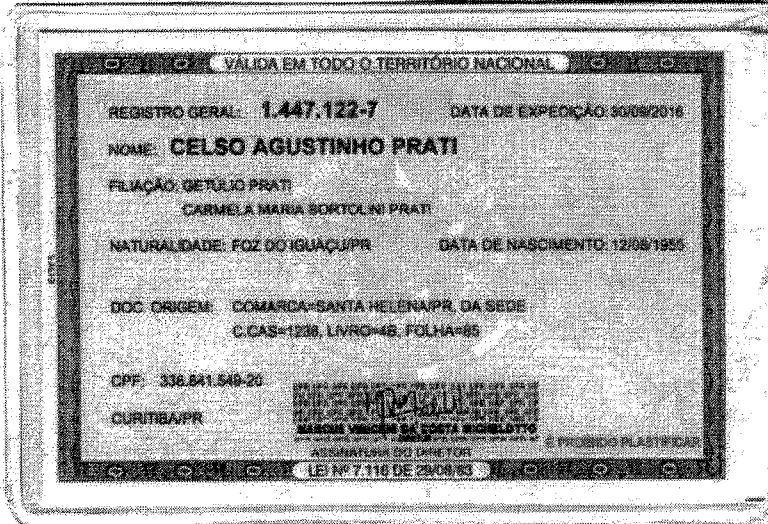 VÁLIDA EM TODO O TERRITÓRIO NACIONAL
REGISTRO GERAL: 1.447.122-7 DATA DE EXPEDIÇÃO: 30/09/2016
NOME: CELSO AGUSTINHO PRATI
FILIAÇÃO: GETÚLIO PRATI
CARMELA MARIA BORTOLINI PRATI
NATURALIDADE: FOZ DO IGUAÇU/PR DATA DE NASCIMENTO: 12/08/1955
DOC. ORIGEM: COMARCA=SANTA HELENA/PR, DA SEDE
C.CAS=1236, LIVRO=4B, FOLHA=85
CPF: 336.641.549-20
CURITIBA/PR
MARCUS VINICIUS DA COSTA MICHELOTTO
ASSINATURA DO DIRETOR
É PROIBIDO PLASTIFICAR
LEI Nº 7.116 DE 29/08/83